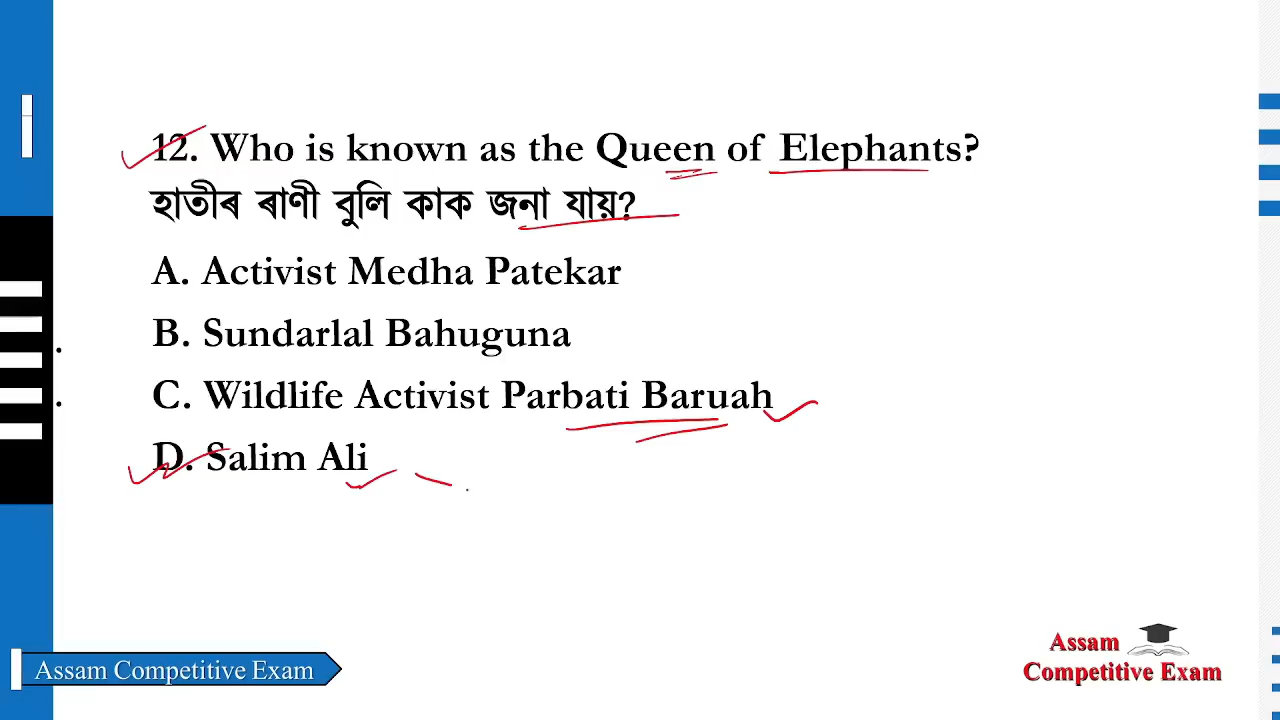 12. Who is known as the Queen of Elephants?
হাতীৰ ৰাণী বুলি কাক জনা যায়?
A. Activist Medha Patekar
B. Sundarlal Bahuguna
C. Wildlife Activist Parbati Baruah
D. Salim Ali
Assam Competitive Exam
Assam
Competitive Exam